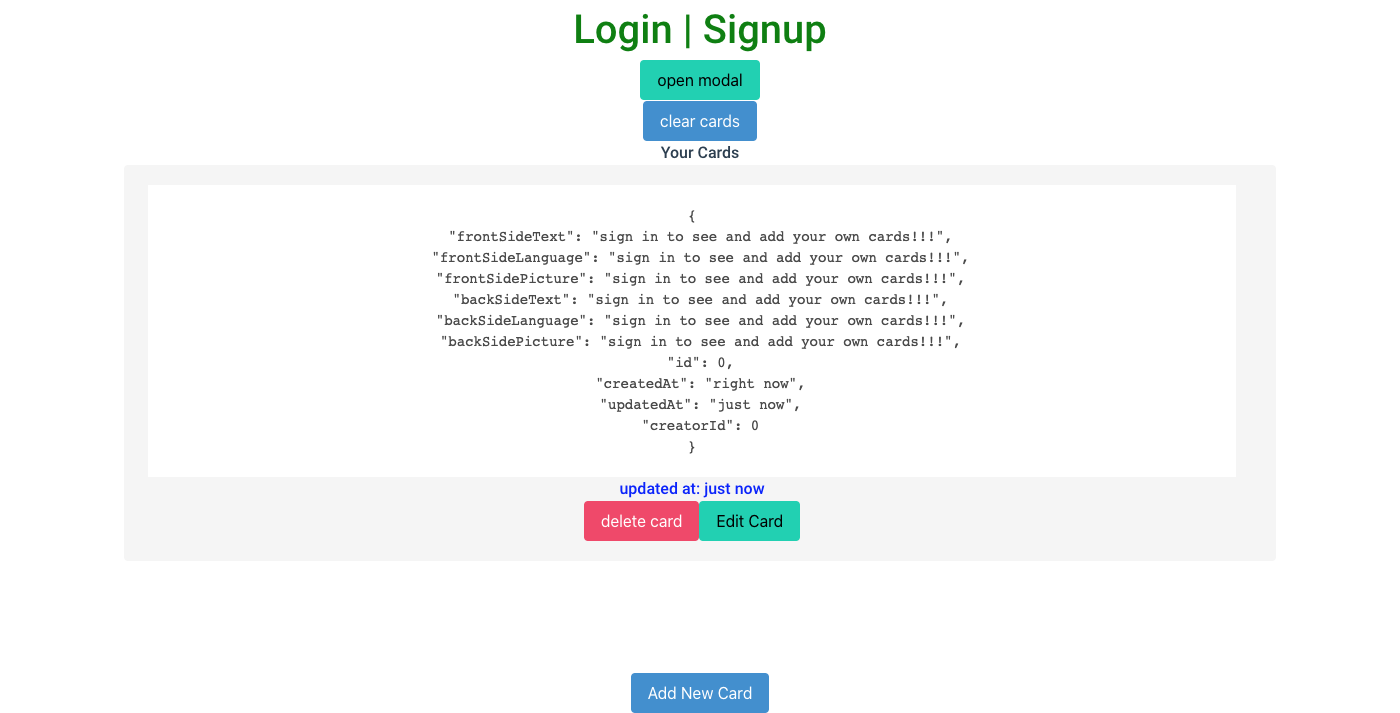 Login | Signup
open modal
clear cards
Your Cards
{
"frontSideText": "sign in to see and add your own cards!!!",
"frontSideLanguage": "sign in to see and add your own cards!!!",
"frontSidePicture": "sign in to see and add your own cards!!!",
"backSideText": "sign in to see and add your own cards!!!",
"backSideLanguage": "sign in to see and add your own cards!!!",
"backSidePicture": "sign in to see and add your own cards!!!",
"id": 0,
"createdAt": "right now",
"updatedAt": "just now",
"creatorId": 0
}
updated at: just now
delete card Edit Card
Add New Card